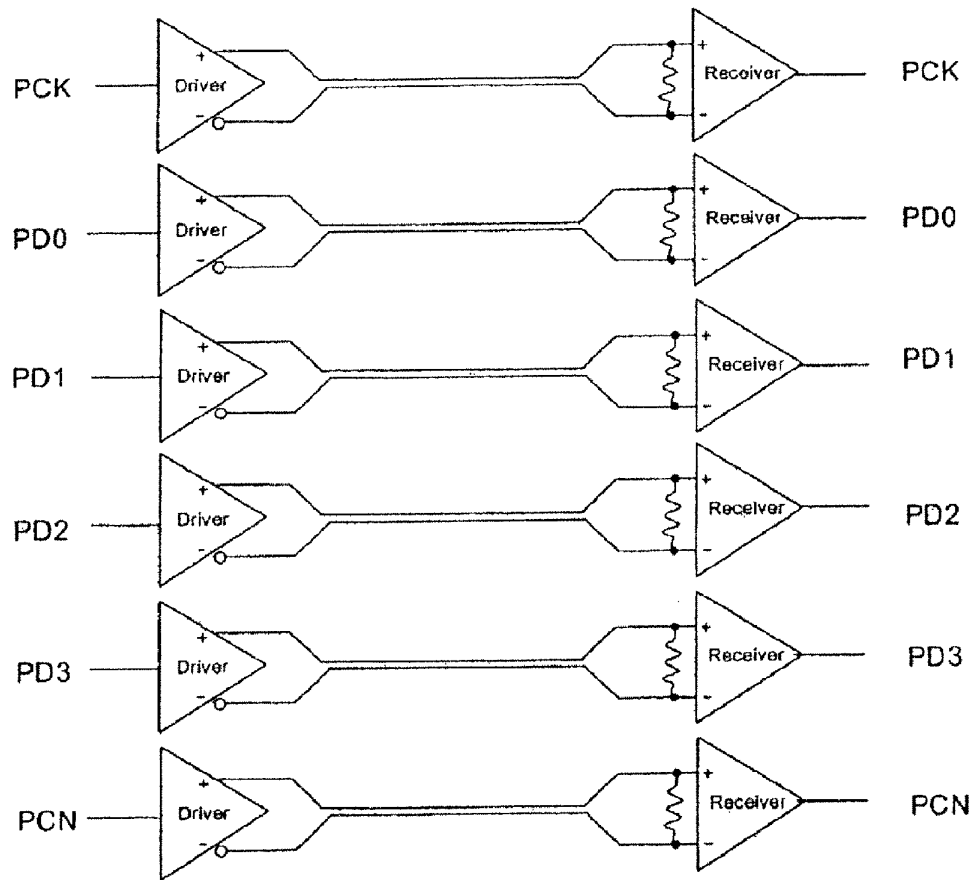 PCK + Driver - + Receiver - PCK
PD0 + Driver - + Receiver - PD0
PD1 + Driver - + Receiver - PD1
PD2 + Driver - + Receiver - PD2
PD3 + Driver - + Receiver - PD3
PCN + Driver - + Receiver - PCN